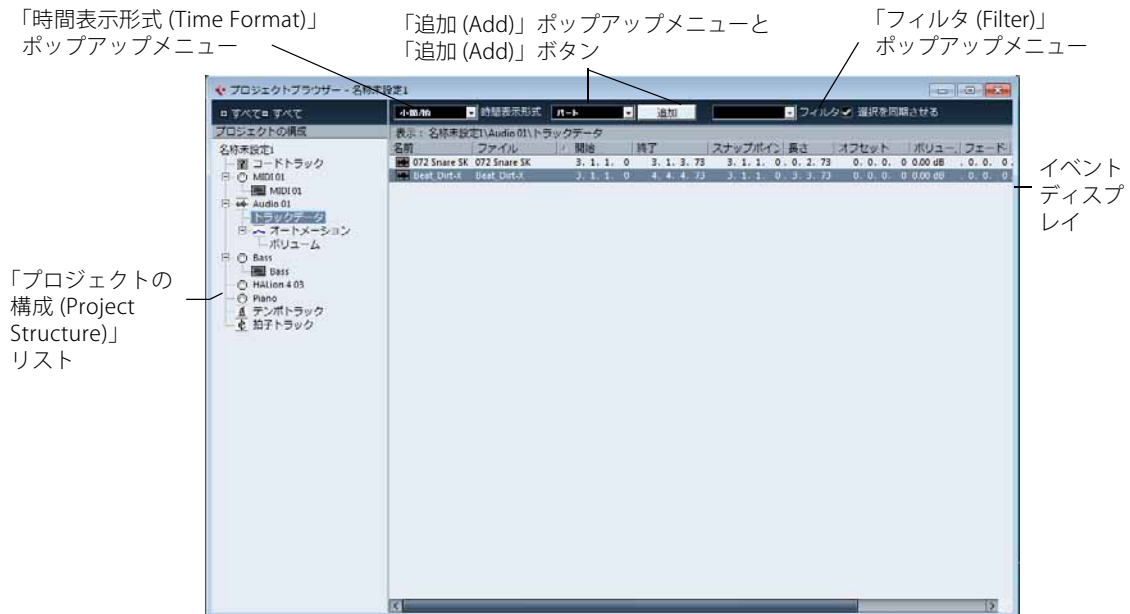 「時間表示形式 (Time Format)」
ポップアップメニュー
「追加 (Add)」ポップアップメニューと
「追加 (Add)」ボタン
「フィルタ (Filter)」
ポップアップメニュー
プロジェクトブラウザー - 名称未設定1
すべて すべて
小節/拍 時間表示形式 パート 追加 フィルタ 選択を同期させる
プロジェクトの構成
表示: 名称未設定1\Audio 01\トラックデータ
名前 ファイル 開始 終了 スナップポイン 長さ オフセット ボリュー.. フェード-
072 Snare SK 072 Snare SK 3. 1. 1. 0 3. 1. 3. 73 3. 1. 1. 0 . 0. 2. 73 0. 0. 0. 0 0.00 dB . 0. 0. 0.
Beat_Dirt-X Beat_Dirt-X 3. 1. 1. 0 4. 4. 4. 73 3. 1. 1. 0 . 3. 3. 73 0. 0. 0. 0 0.00 dB . 0. 0. 0.
名称未設定1
コードトラック
MIDI 01
MIDI 01
Audio 01
トラックデータ
オートメーション
ボリューム
Bass
Bass
HALion 4 03
Piano
テンポトラック
拍子トラック
イベント
ディスプ
レイ
「プロジェクトの
構成 (Project
Structure)」
リスト